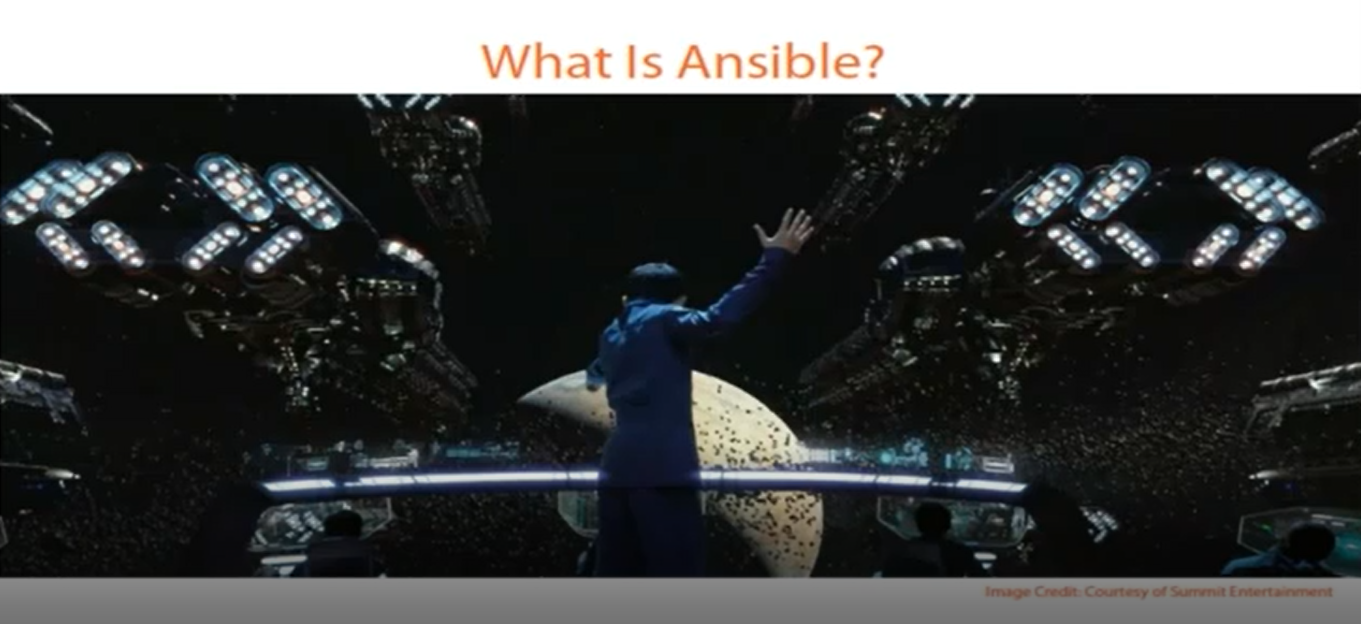 What Is Ansible?
Image Credit: Courtesy of Summit Entertainment